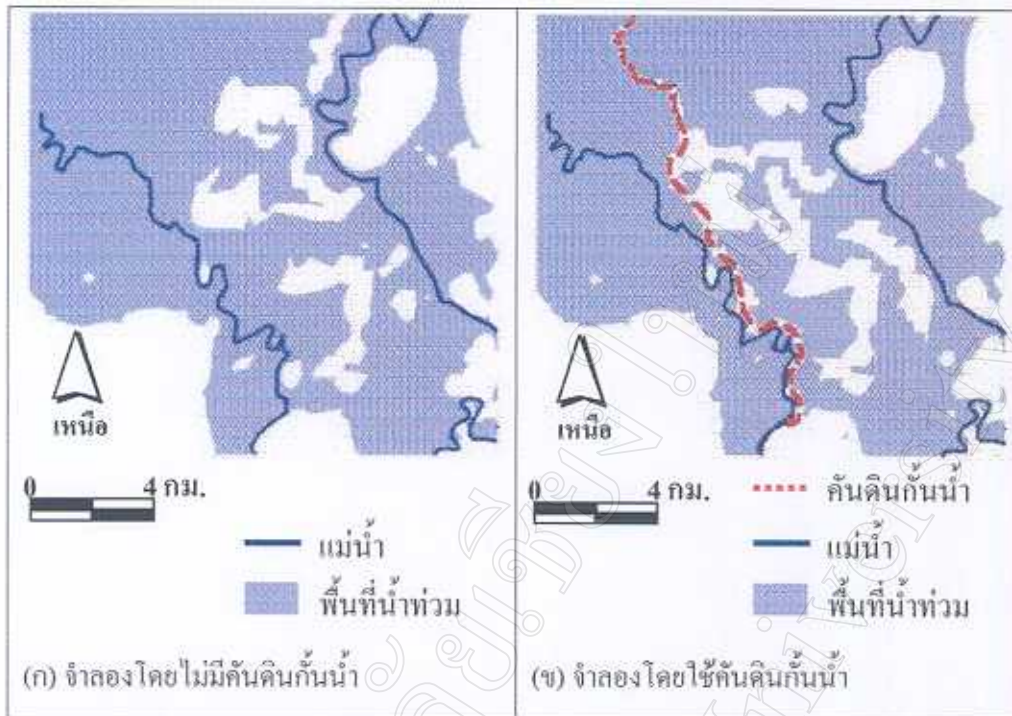 เหนือ
0 4 กม.
แม่น้ำ
พื้นที่น้ำท่วม
(ก) จำลองโดยไม่มีคันดินกั้นน้ำ
เหนือ
0 4 กม.
คันดินกั้นน้ำ
แม่น้ำ
พื้นที่น้ำท่วม
(ข) จำลองโดยใช้คันดินกั้นน้ำ